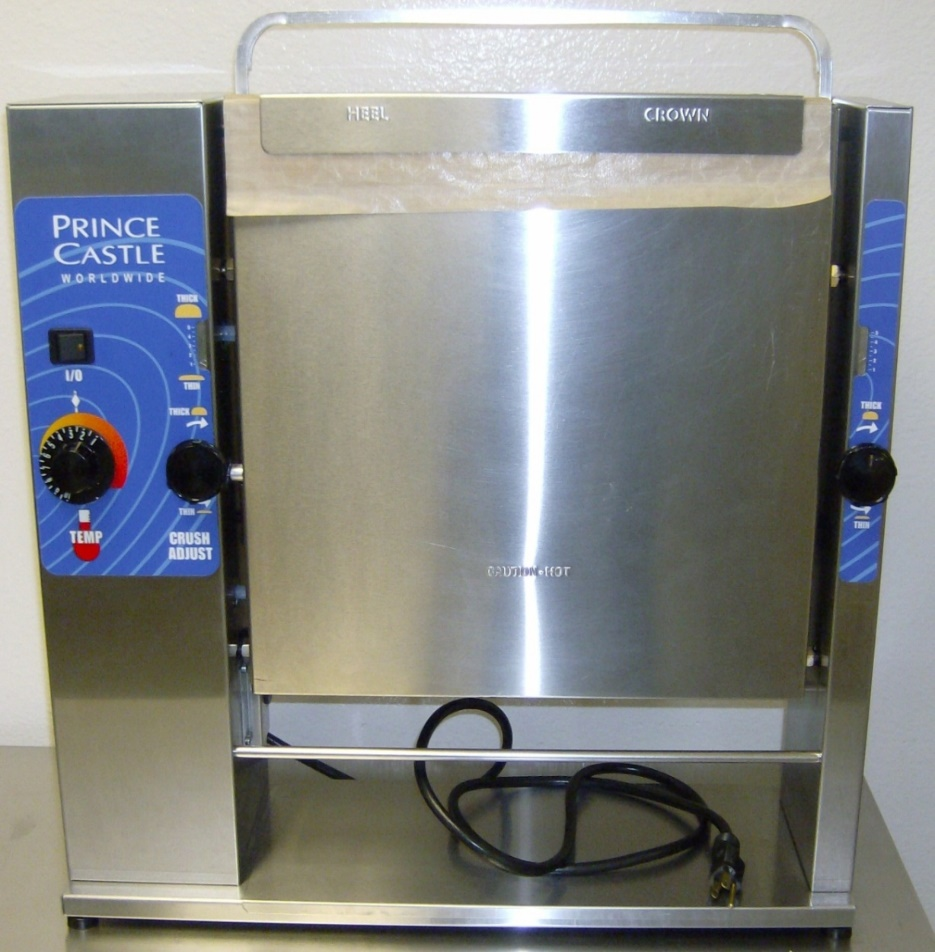 HEEL
CROWN
PRINCE
CASTLE
WORLDWIDE
THICK
THIN
I/O
THICK
THIN
TEMP
CRUSH
ADJUST
THICK
THIN
CAUTION-HOT